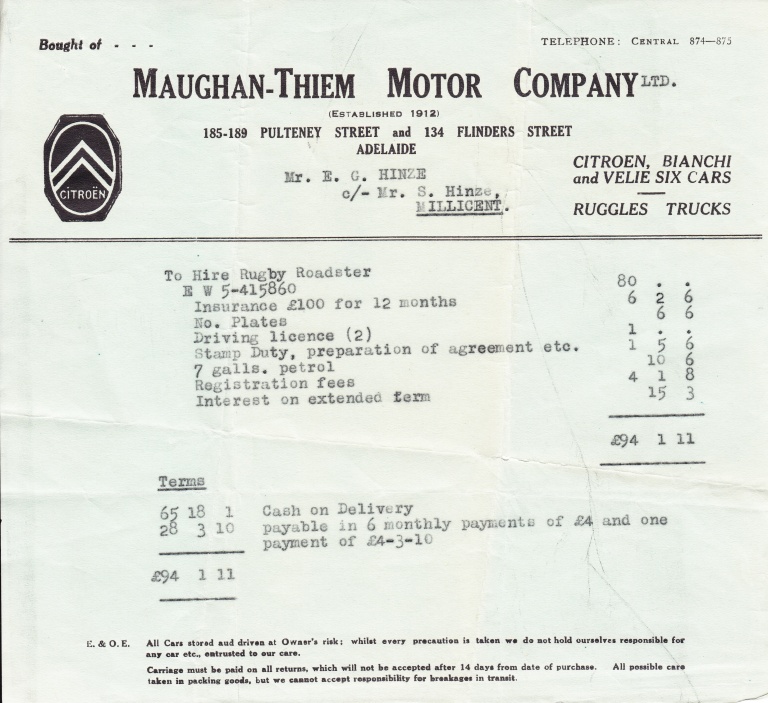 Bought of - - -
TELEPHONE: CENTRAL 874—875
MAUGHAN-THIEM MOTOR COMPANY LTD.
(ESTABLISHED 1912)
185-189 PULTENEY STREET and 134 FLINDERS STREET
ADELAIDE
CITROËN
Mr. E. G. HINZE
c/- Mr. S. Hinze,
MILLICENT.
CITROEN, BIANCHI
and VELIE SIX CARS
RUGGLES TRUCKS
To Hire Rugby Roadster 80 . .
E W 5-415860
Insurance £100 for 12 months 6 2 6
No. Plates 6 6
Driving licence (2) 1 . .
Stamp Duty, preparation of agreement etc. 1 5 6
7 galls. petrol 10 6
Registration fees 4 1 8
Interest on extended term 15 3
£94 1 11
Terms
65 18 1 Cash on Delivery
28 3 10 payable in 6 monthly payments of £4 and one
payment of £4-3-10
£94 1 11
E. & O. E. All Cars stored aud driven at Owner's risk; whilst every precaution is taken we do not hold ourselves responsible for
any car etc., entrusted to our care.
Carriage must be paid on all returns, which will not be accepted after 14 days from date of purchase. All possible care
taken in packing goods, but we cannot accept responsibility for breakages in transit.